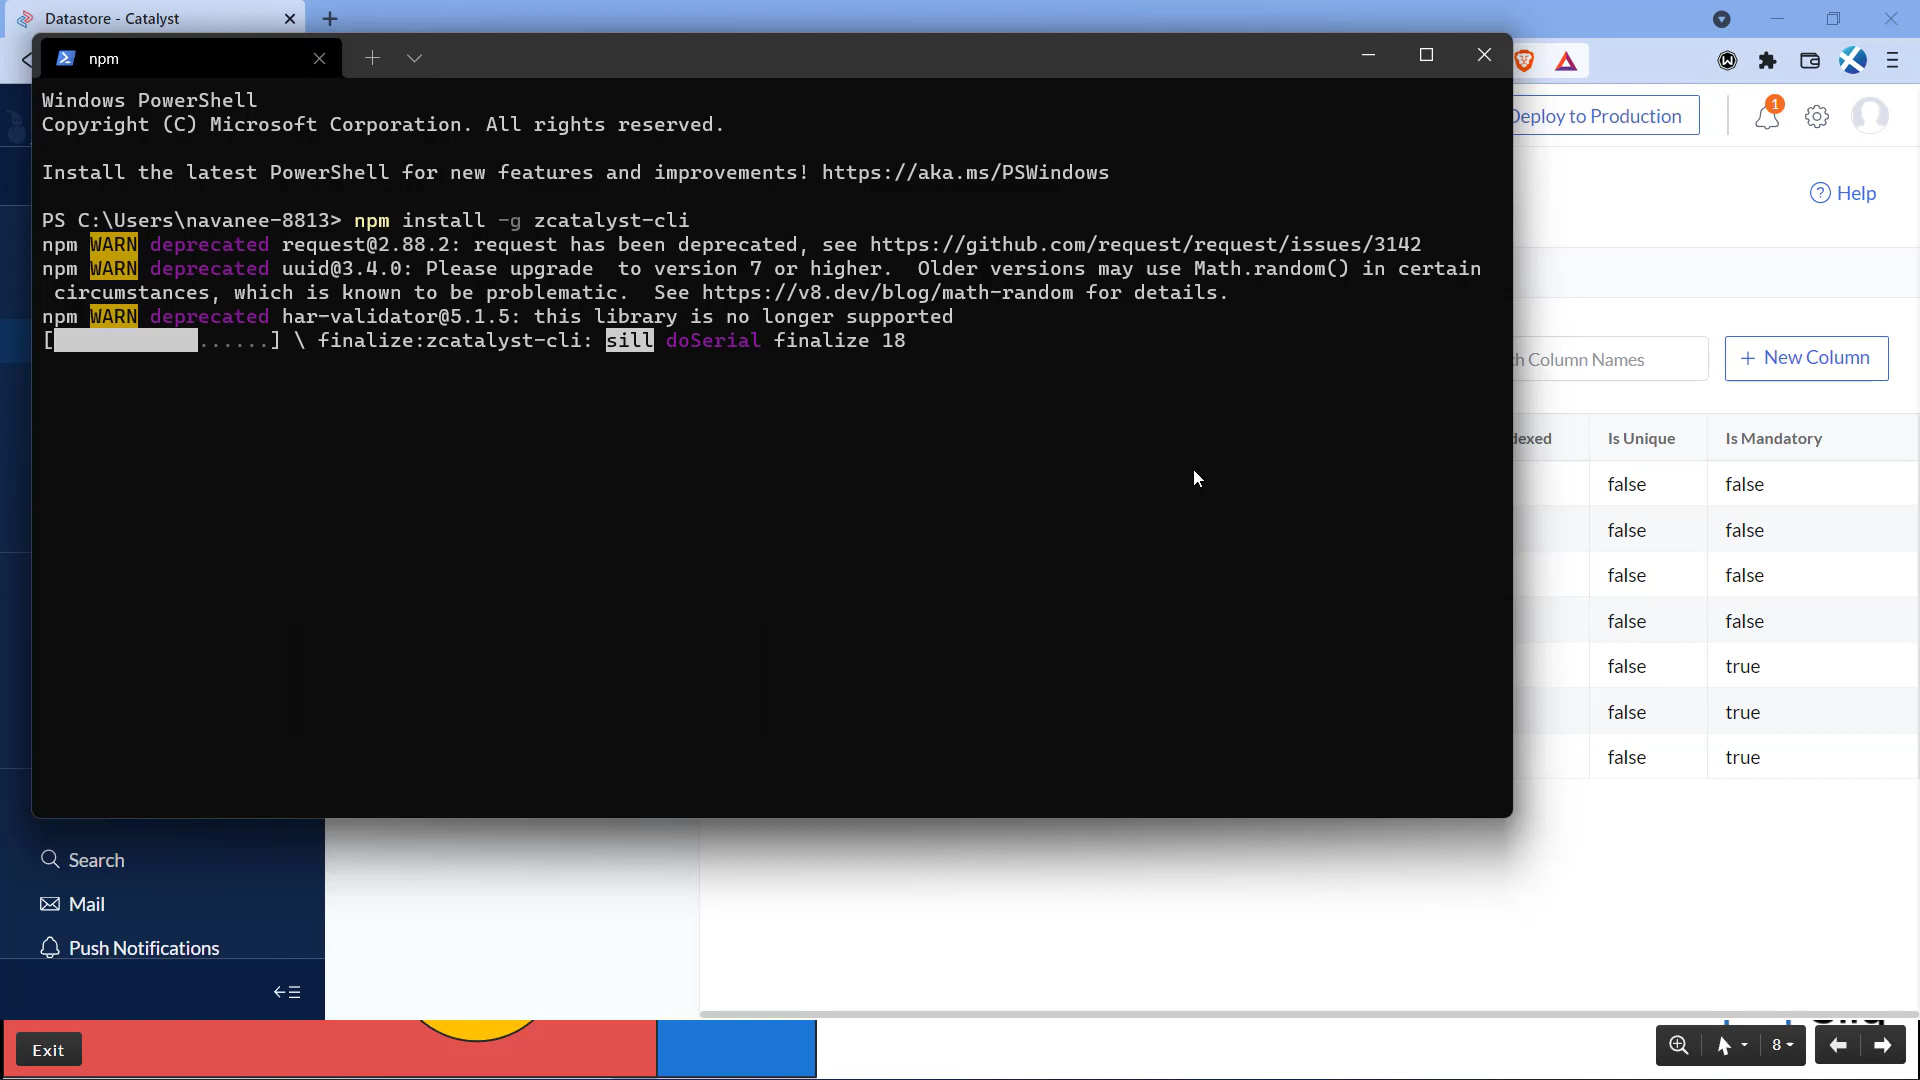 Datastore - Catalyst
npm
Windows PowerShell
Copyright (C) Microsoft Corporation. All rights reserved.
Install the latest PowerShell for new features and improvements! https://aka.ms/PSWindows
PS C:\Users\navanee-8813> npm install -g zcatalyst-cli
npm WARN deprecated request@2.88.2: request has been deprecated, see https://github.com/request/request/issues/3142
npm WARN deprecated uuid@3.4.0: Please upgrade  to version 7 or higher.  Older versions may use Math.random() in certain
circumstances, which is known to be problematic.  See https://v8.dev/blog/math-random for details.
npm WARN deprecated har-validator@5.1.5: this library is no longer supported
[            ......] \ finalize:zcatalyst-cli: sill doSerial finalize 18
Deploy to Production
1
Help
Column Names
+ New Column
dexed Is Unique Is Mandatory
false false
false false
false false
false false
false true
false true
false true
Search
Mail
Push Notifications
Exit
8